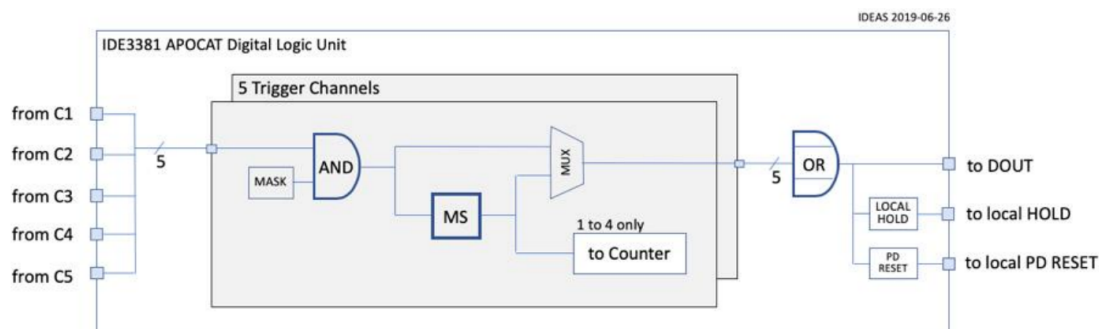 IDEAS 2019-06-26
IDE3381 APOCAT Digital Logic Unit
5 Trigger Channels
from C1
from C2
from C3
from C4
from C5
5
MASK
AND
MS
MUX
1 to 4 only
to Counter
5
OR
LOCAL
HOLD
PD
RESET
to DOUT
to local HOLD
to local PD RESET